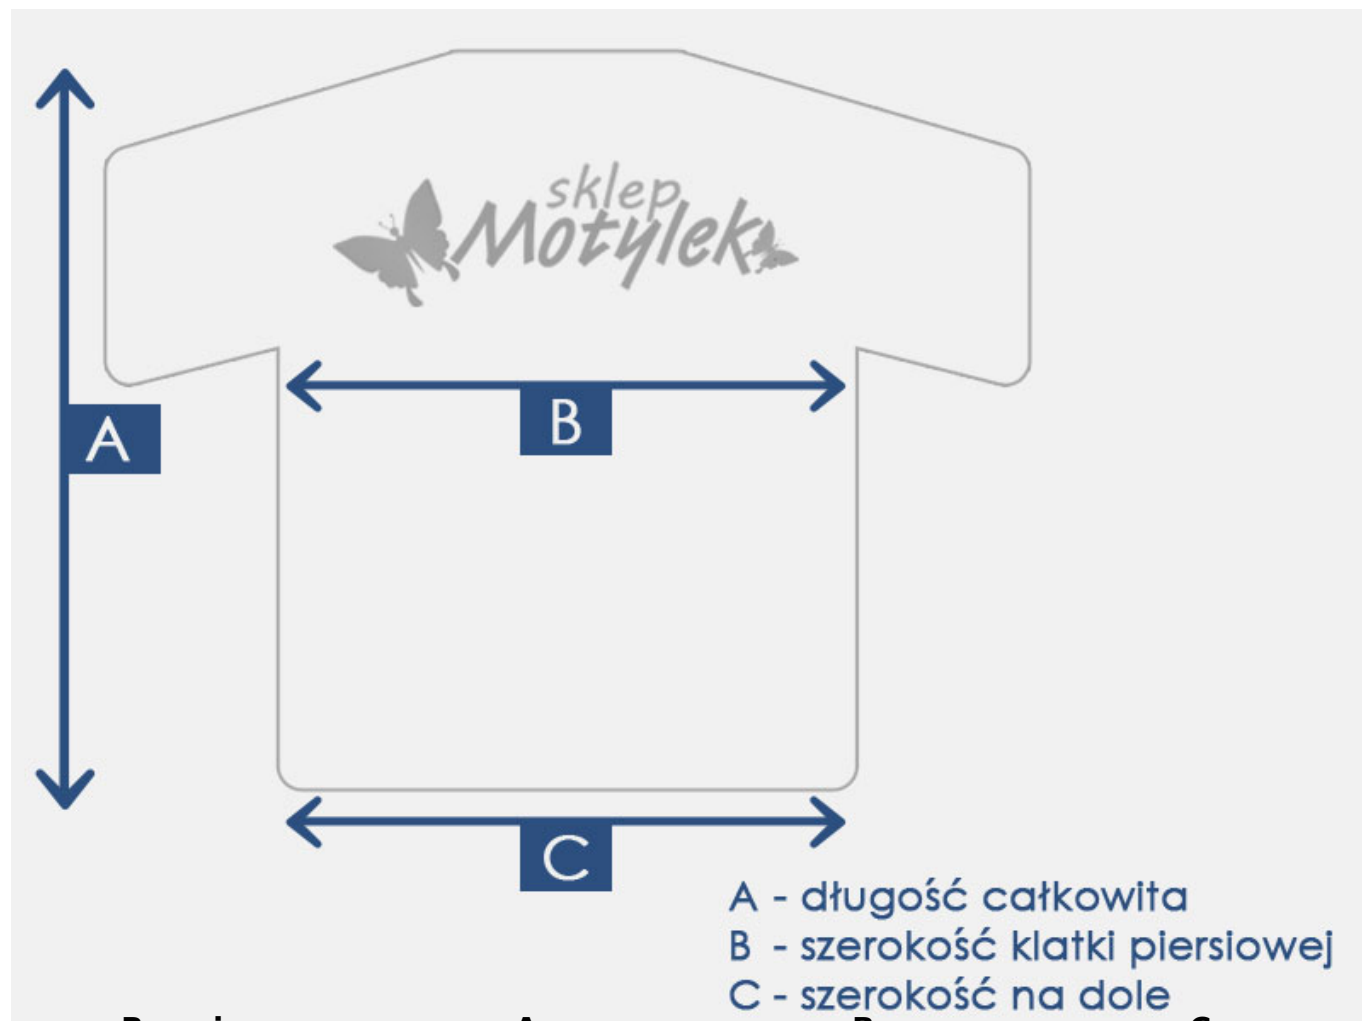 sklep
Motylek
A
B
C
A - długość całkowita
B - szerokość klatki piersiowej
C - szerokość na dole
A B C